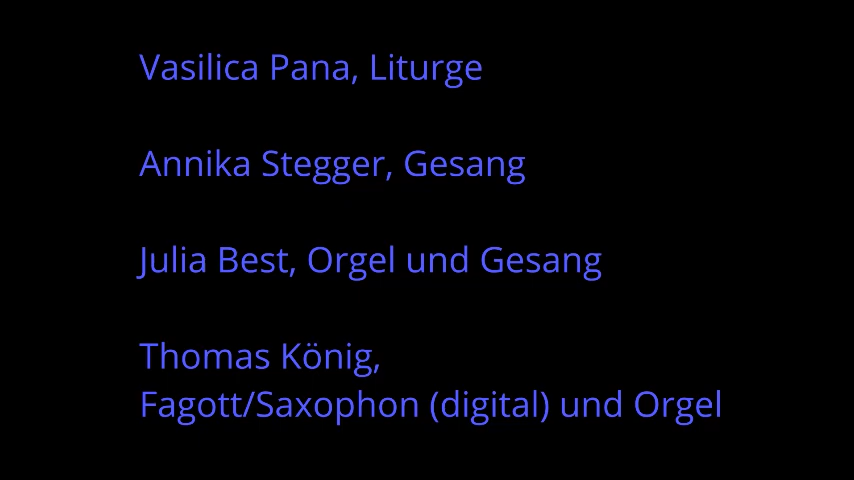 Vasilica Pana, Liturge
Annika Stegger, Gesang
Julia Best, Orgel und Gesang
Thomas König,
Fagott/Saxophon (digital) und Orgel